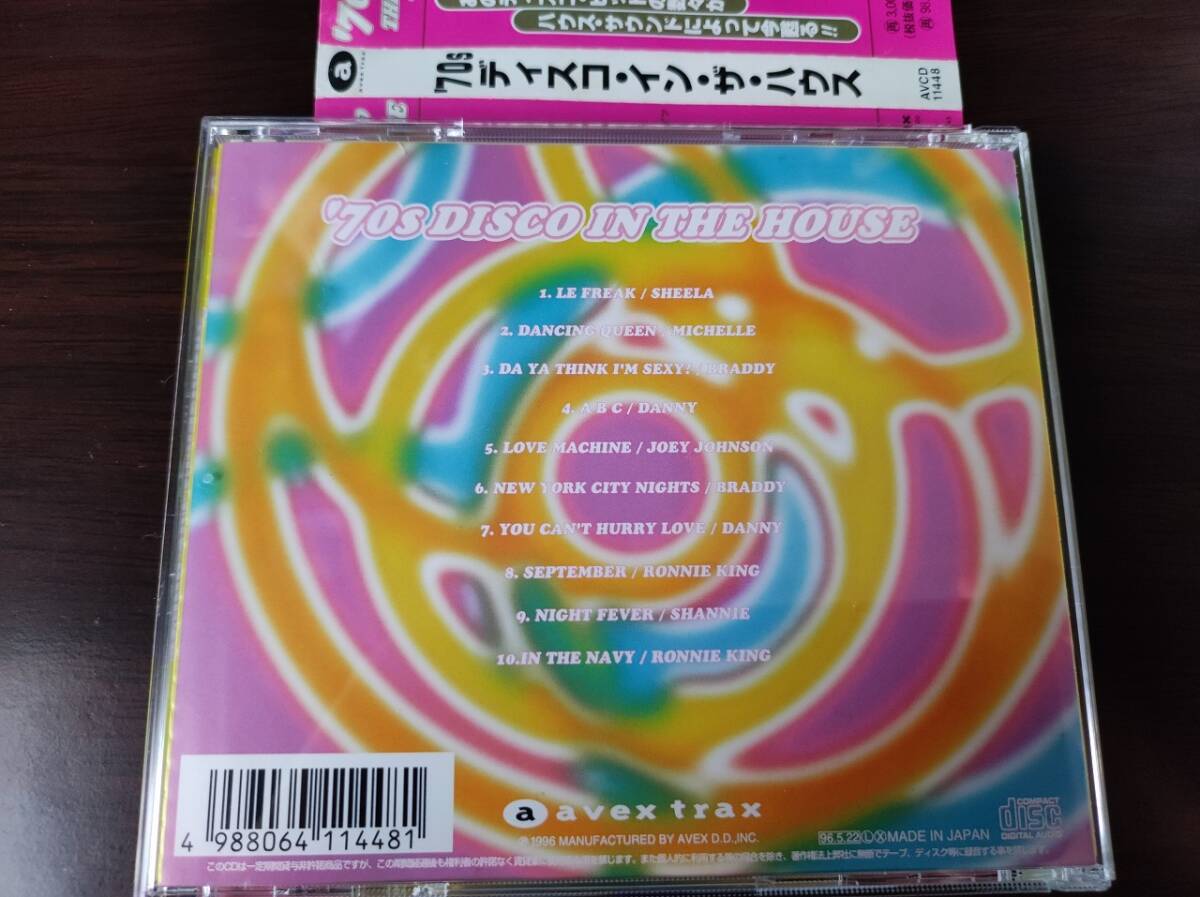 ハウス・サウンドによって今甦る!!
'70s ディスコ・イン・ザ・ハウス
AVCD
11448
'70s DISCO IN THE HOUSE
1. LE FREAK / SHEELA
2. DANCING QUEEN / MICHELLE
3. DA YA THINK I'M SEXY? / BRADDY
4. A B C / DANNY
5. LOVE MACHINE / JOEY JOHNSON
6. NEW YORK CITY NIGHTS / BRADDY
7. YOU CAN'T HURRY LOVE / DANNY
8. SEPTEMBER / RONNIE KING
9. NIGHT FEVER / SHANNIE
10.IN THE NAVY / RONNIE KING
4 988064 114481
a avex trax
COMPACT
disc
DIGITAL AUDIO
℗1996 MANUFACTURED BY AVEX D.D.,INC.
96.5.22ⓁⓍMADE IN JAPAN